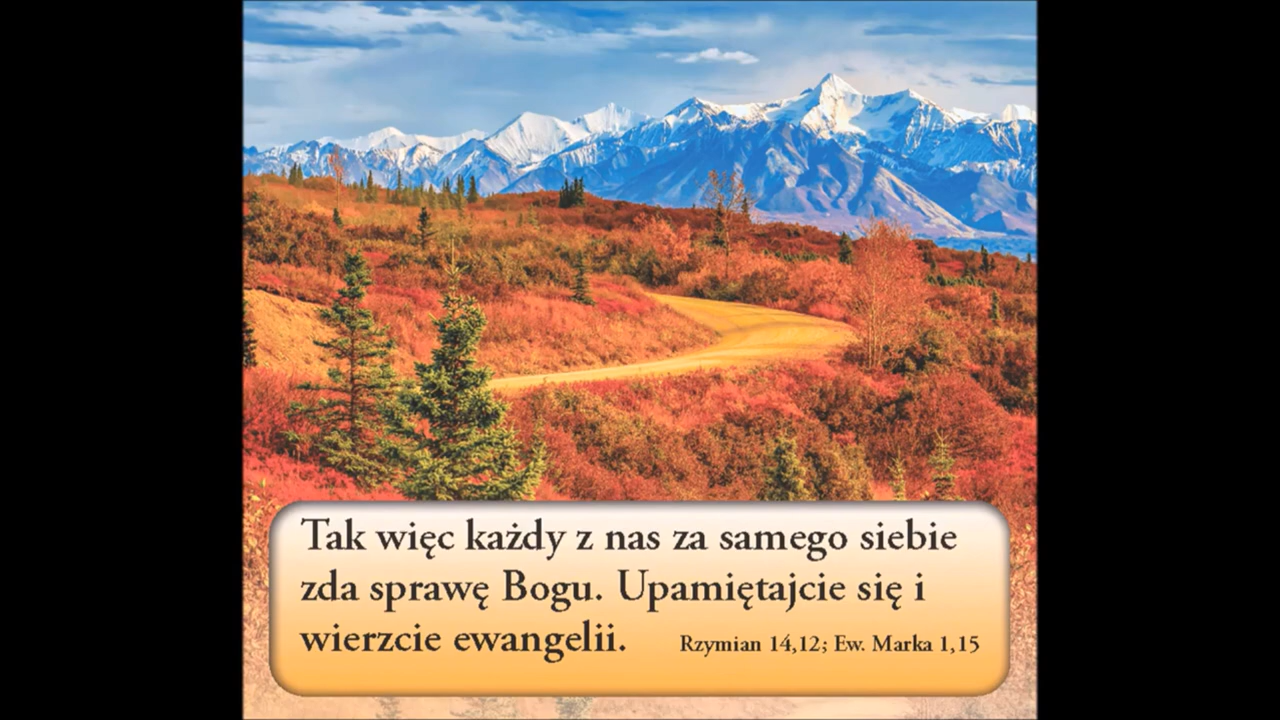 Tak więc każdy z nas za samego siebie
zda sprawę Bogu. Upamiętajcie się i
wierzcie ewangelii. Rzymian 14,12; Ew. Marka 1,15